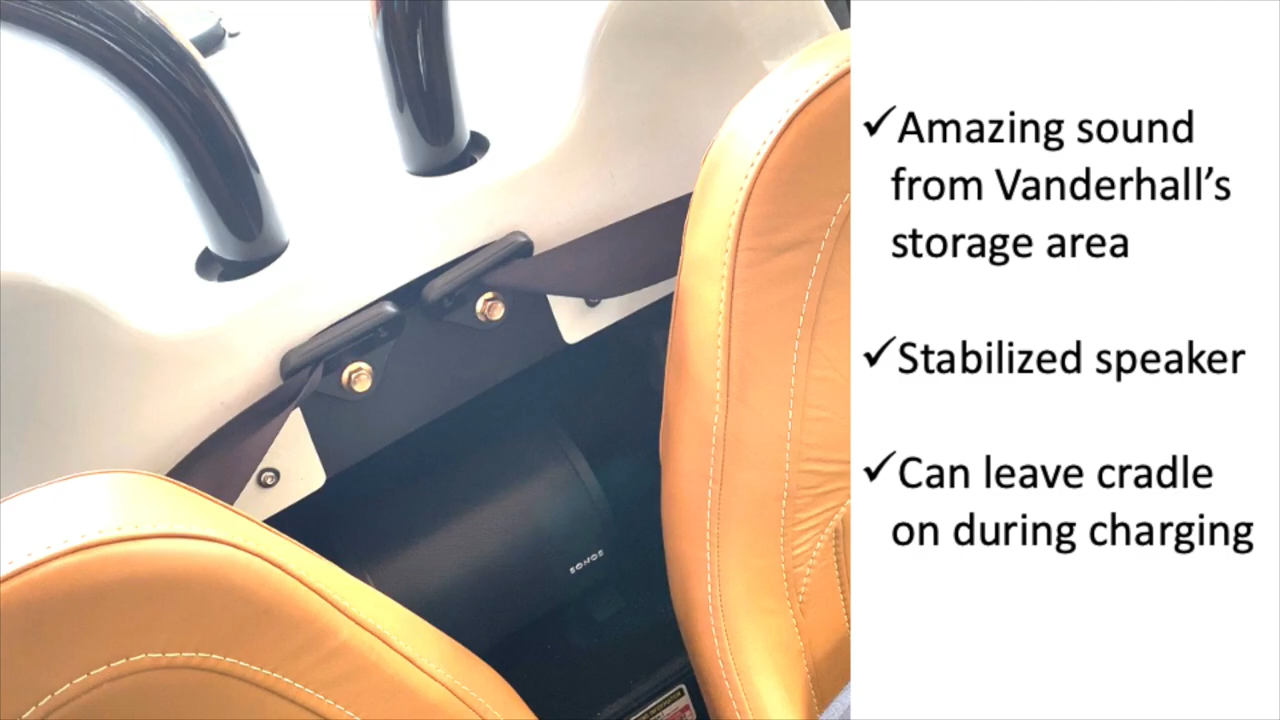 ✓Amazing sound
from Vanderhall’s
storage area
✓Stabilized speaker
✓Can leave cradle
on during charging
SONOS